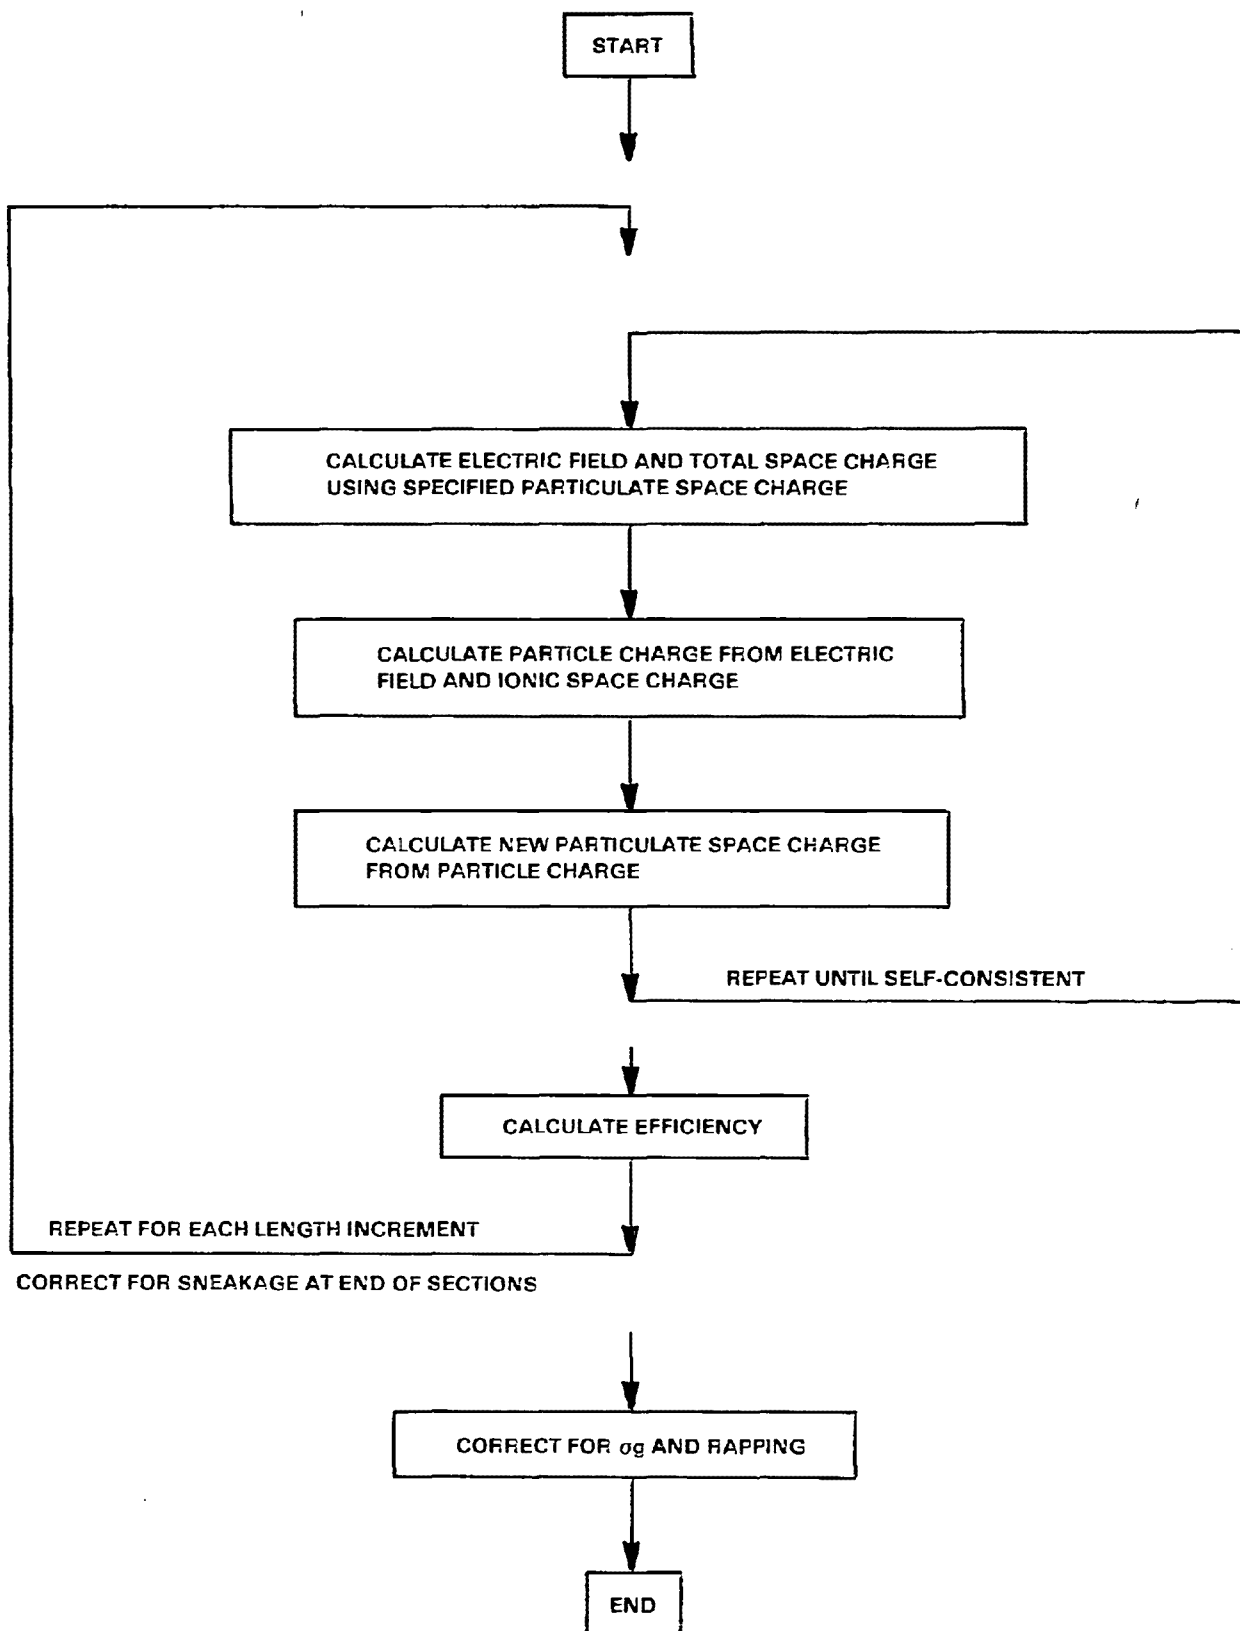 START
CALCULATE ELECTRIC FIELD AND TOTAL SPACE CHARGE
USING SPECIFIED PARTICULATE SPACE CHARGE
CALCULATE PARTICLE CHARGE FROM ELECTRIC
FIELD AND IONIC SPACE CHARGE
CALCULATE NEW PARTICULATE SPACE CHARGE
FROM PARTICLE CHARGE
REPEAT UNTIL SELF-CONSISTENT
CALCULATE EFFICIENCY
REPEAT FOR EACH LENGTH INCREMENT
CORRECT FOR SNEAKAGE AT END OF SECTIONS
CORRECT FOR σg AND RAPPING
END